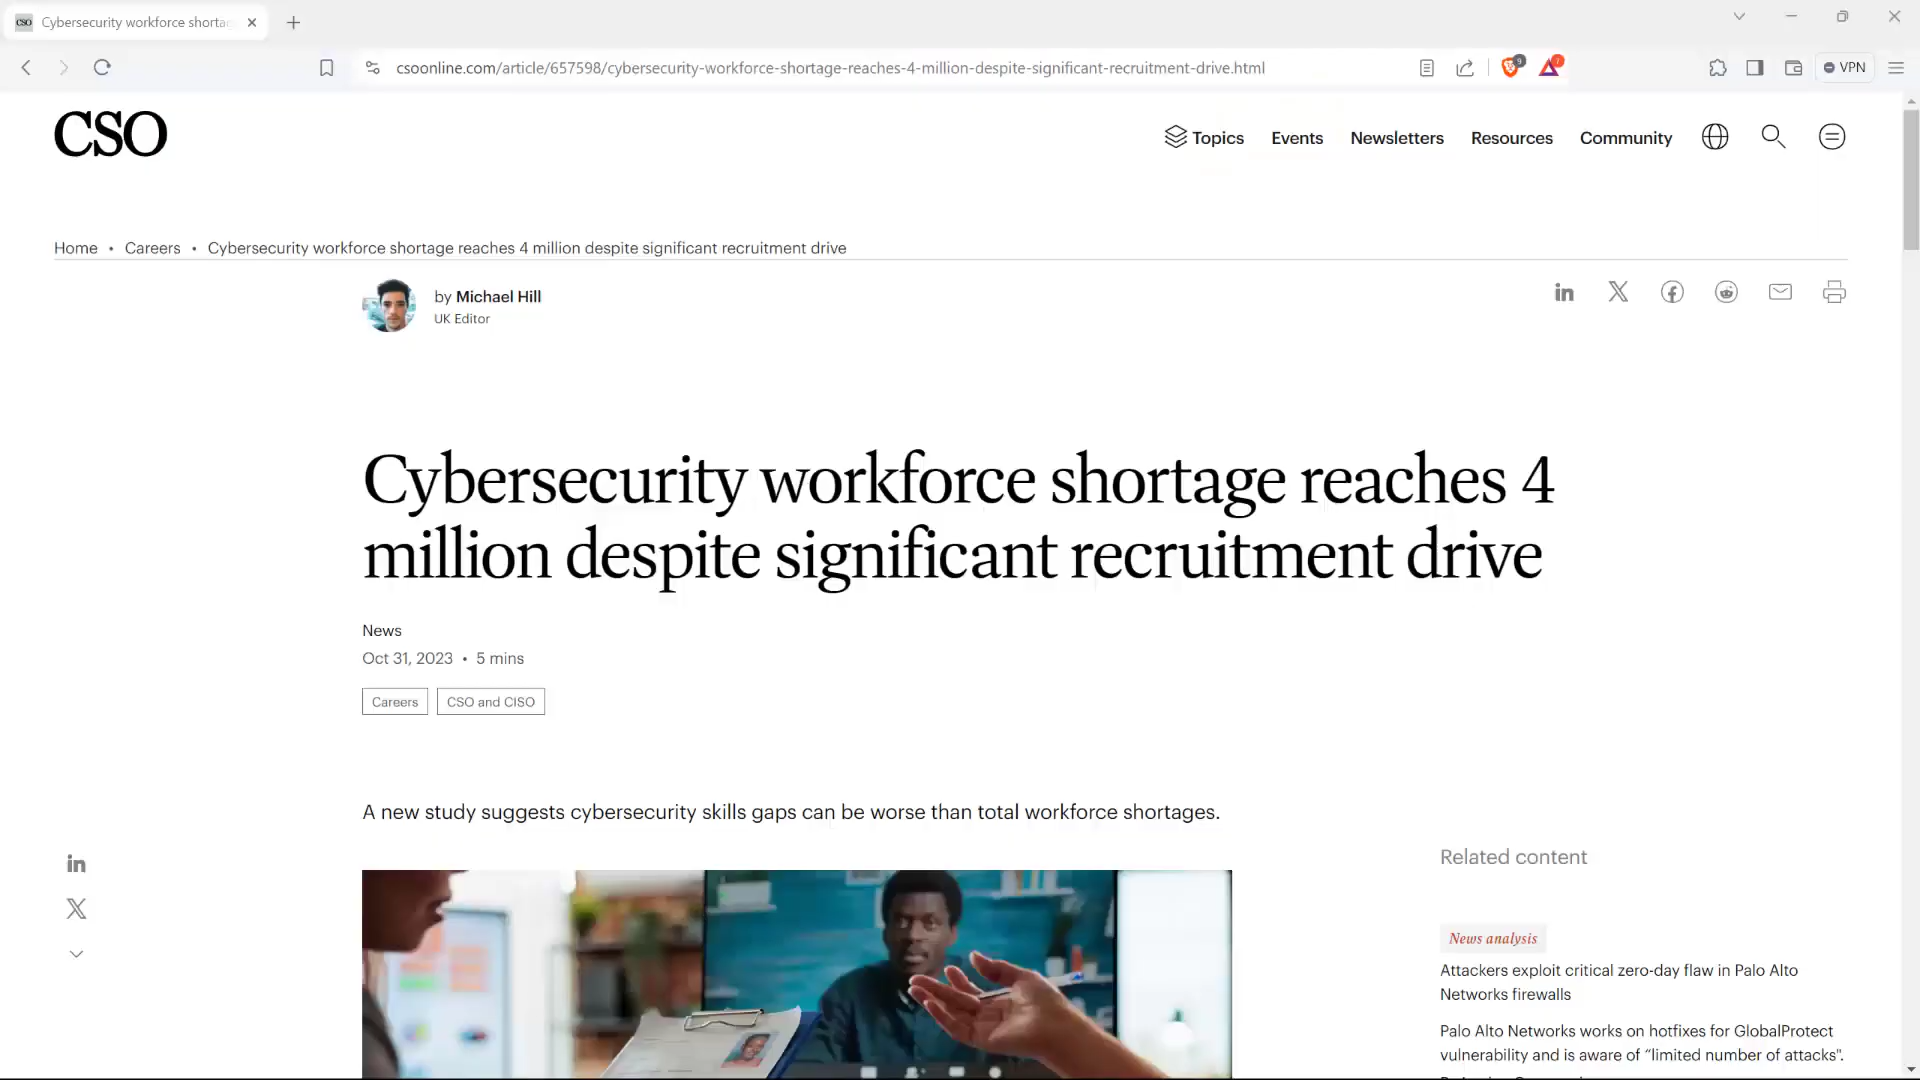 CSO Cybersecurity workforce shorta
csoonline.com/article/657598/cybersecurity-workforce-shortage-reaches-4-million-despite-significant-recruitment-drive.html
9
7
VPN
CSO
Topics Events Newsletters Resources Community
Home • Careers • Cybersecurity workforce shortage reaches 4 million despite significant recruitment drive
by Michael Hill
UK Editor
Cybersecurity workforce shortage reaches 4
million despite significant recruitment drive
News
Oct 31, 2023 • 5 mins
Careers CSO and CISO
A new study suggests cybersecurity skills gaps can be worse than total workforce shortages.
Related content
News analysis
Attackers exploit critical zero-day flaw in Palo Alto
Networks firewalls
Palo Alto Networks works on hotfixes for GlobalProtect
vulnerability and is aware of “limited number of attacks".